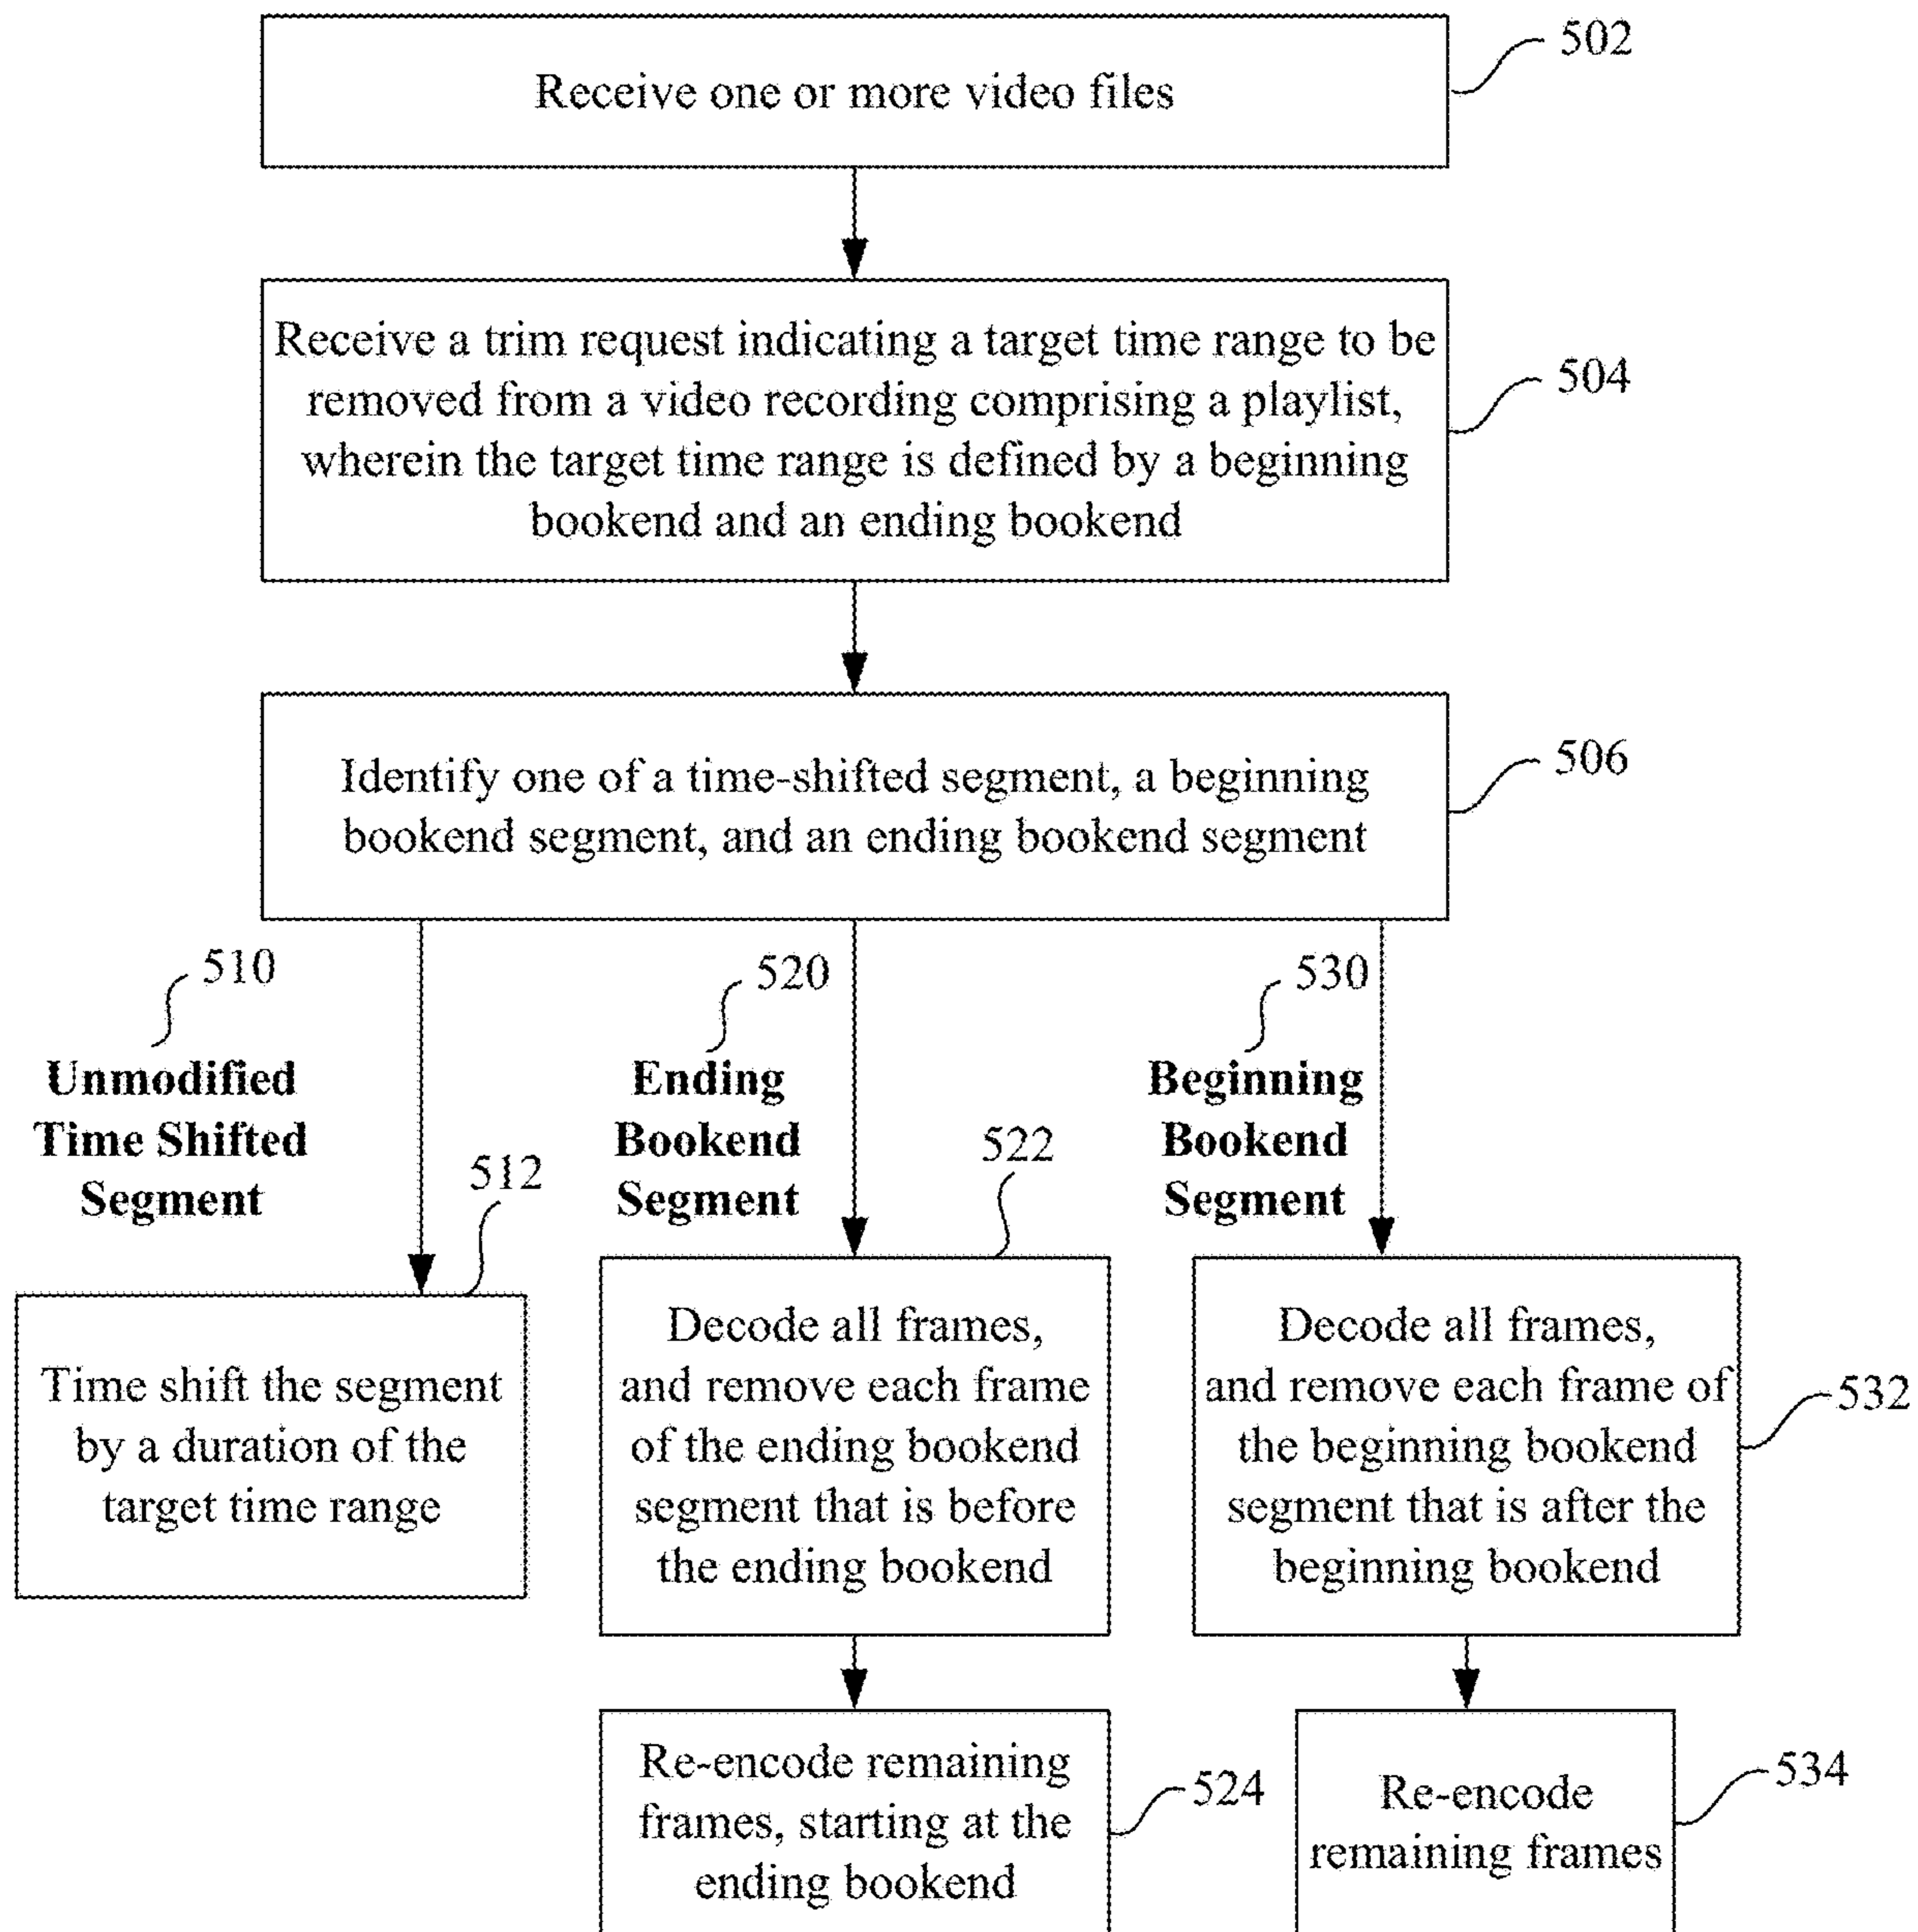 502
Receive one or more video files
Receive a trim request indicating a target time range to be
removed from a video recording comprising a playlist,
wherein the target time range is defined by a beginning
bookend and an ending bookend
504
Identify one of a time-shifted segment, a beginning
bookend segment, and an ending bookend segment
506
510
Unmodified
Time Shifted
Segment
512
Time shift the segment
by a duration of the
target time range
520
Ending
Bookend
Segment
522
Decode all frames,
and remove each frame
of the ending bookend
segment that is before
the ending bookend
Re-encode remaining
frames, starting at the
ending bookend
524
530
Beginning
Bookend
Segment
Decode all frames,
and remove each frame of
the beginning bookend
segment that is after the
beginning bookend
532
Re-encode
remaining frames
534